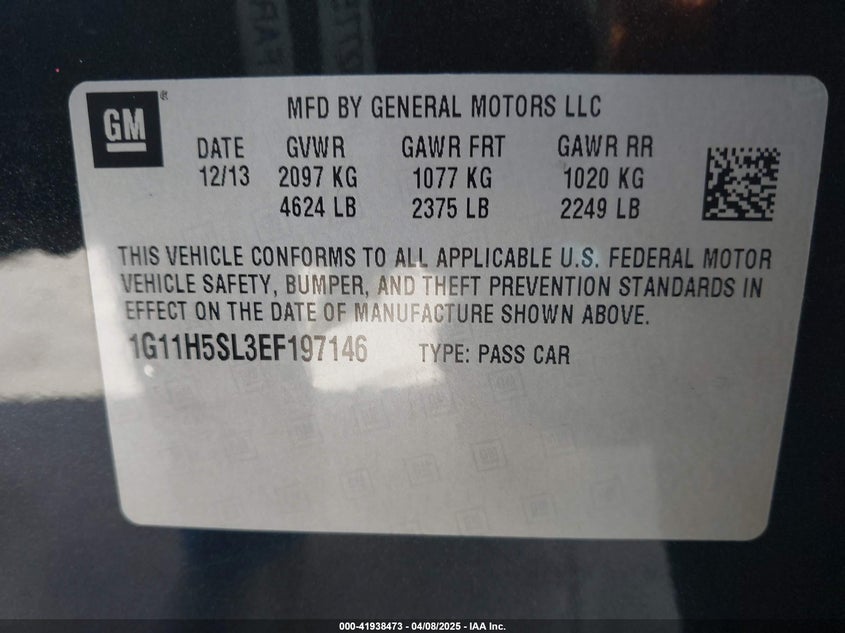 GM
MFD BY GENERAL MOTORS LLC
DATE GVWR GAWR FRT GAWR RR
12/13 2097 KG 1077 KG 1020 KG
4624 LB 2375 LB 2249 LB
THIS VEHICLE CONFORMS TO ALL APPLICABLE U.S. FEDERAL MOTOR
VEHICLE SAFETY, BUMPER, AND THEFT PREVENTION STANDARDS IN
EFFECT ON THE DATE OF MANUFACTURE SHOWN ABOVE.
1G11H5SL3EF197146 TYPE: PASS CAR
000-41938473 - 04/08/2025 - IAA Inc.